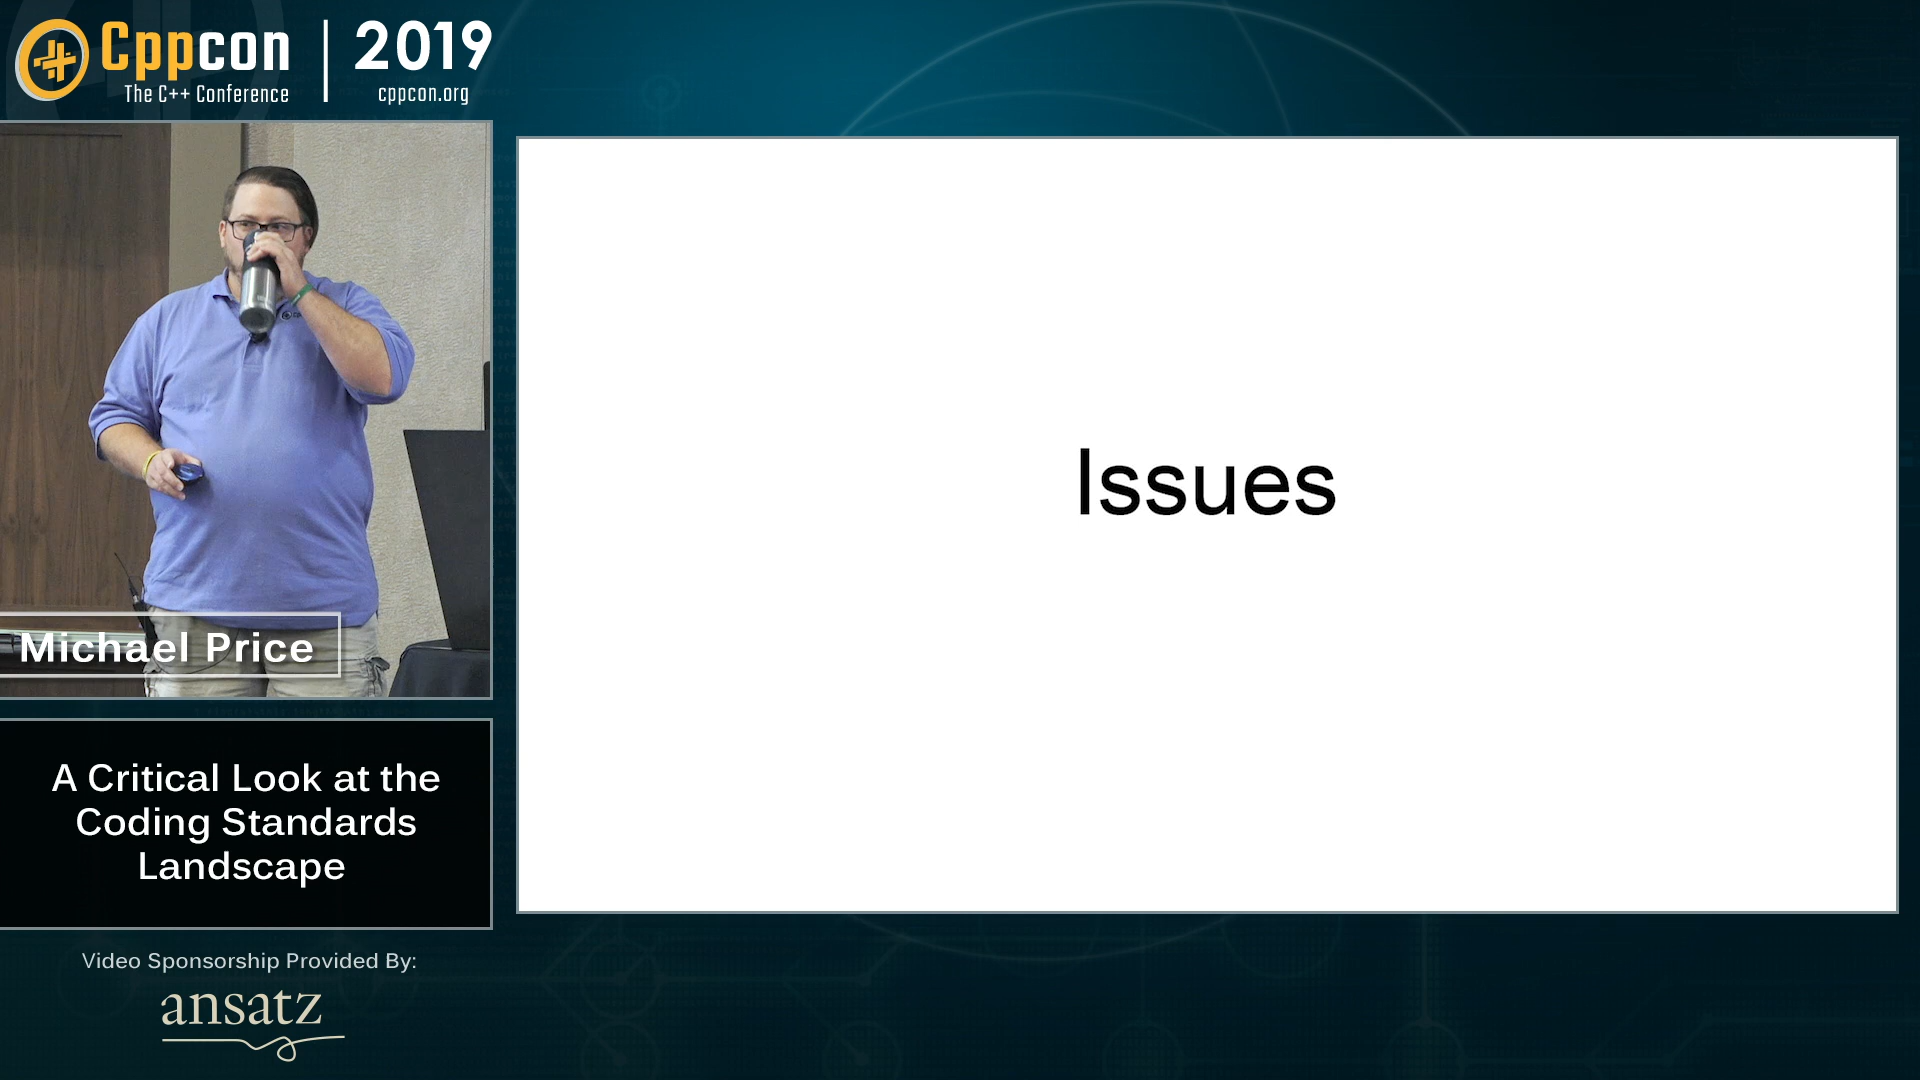 Cppcon
The C++ Conference
2019
cppcon.org
Michael Price
A Critical Look at the
Coding Standards
Landscape
Video Sponsorship Provided By:
ansatz
Issues